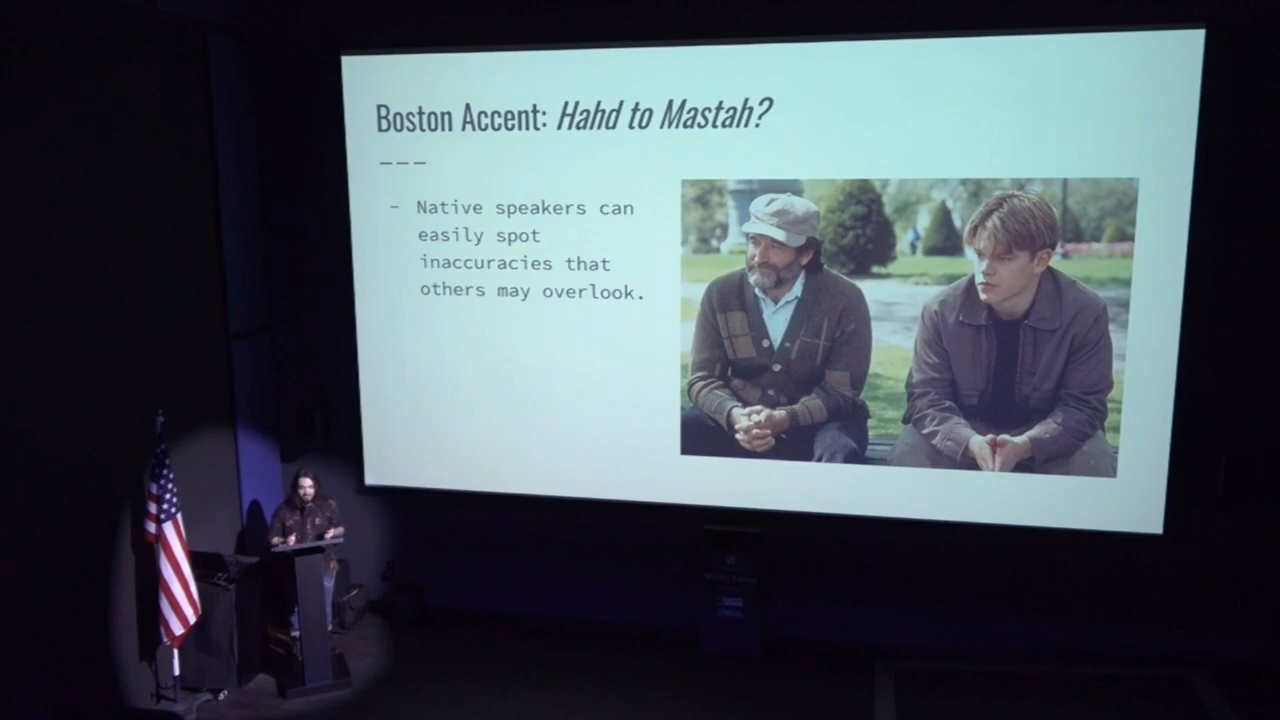 Boston Accent: Hahd to Mastah?
---
- Native speakers can
easily spot
inaccuracies that
others may overlook.